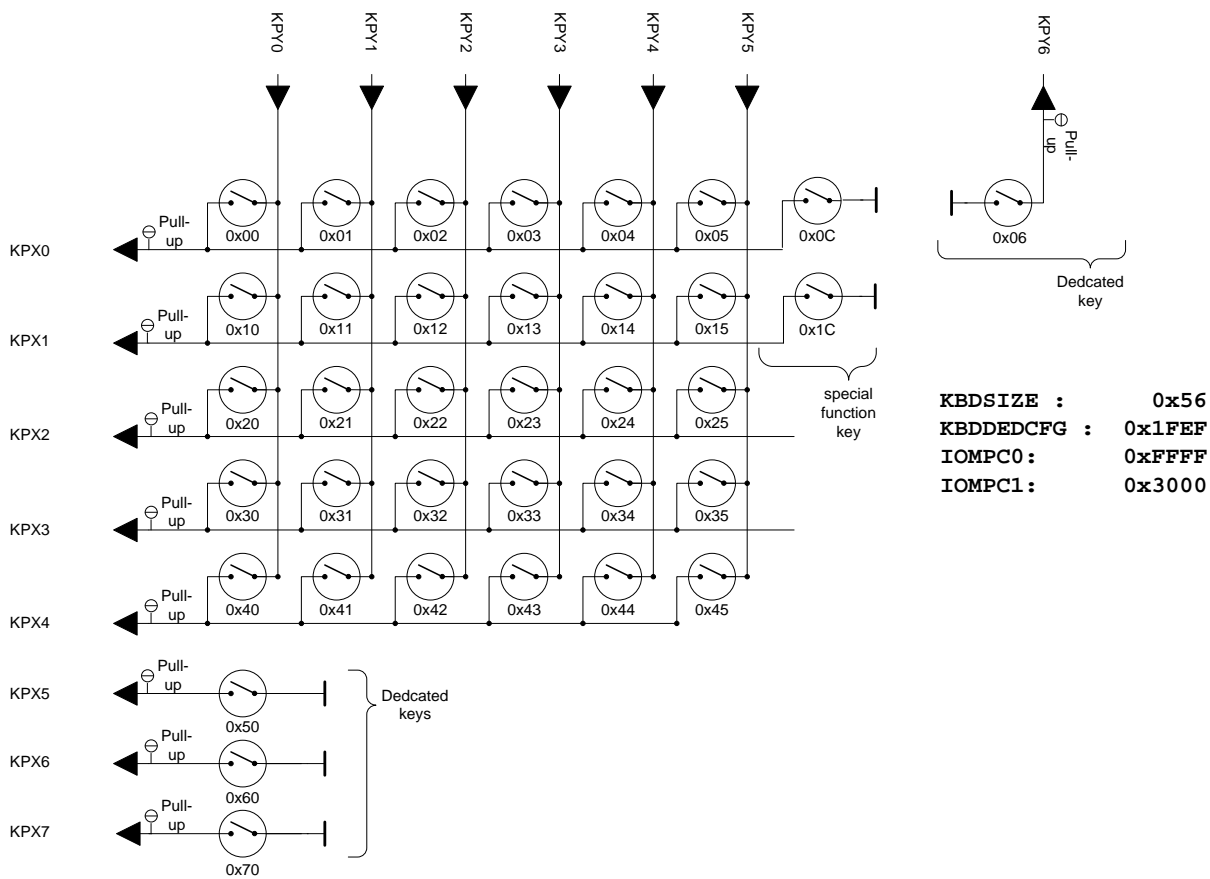 KPY0
KPY1
KPY2
KPY3
KPY4
KPY5
KPY6
Pull-
up
0x00
0x01
0x02
0x03
0x04
0x05
0x0C
0x06
Pull-
up
KPX0
Dedcated
key
0x10
0x11
0x12
0x13
0x14
0x15
0x1C
Pull-
up
KPX1
special
function
key
0x20
0x21
0x22
0x23
0x24
0x25
Pull-
up
KPX2
KBDSIZE : 0x56
KBDDEDCFG : 0x1FEF
IOMPC0: 0xFFFF
IOMPC1: 0x3000
0x30
0x31
0x32
0x33
0x34
0x35
Pull-
up
KPX3
0x40
0x41
0x42
0x43
0x44
0x45
Pull-
up
KPX4
Pull-
up
KPX5
0x50
Dedcated
keys
Pull-
up
KPX6
0x60
Pull-
up
KPX7
0x70